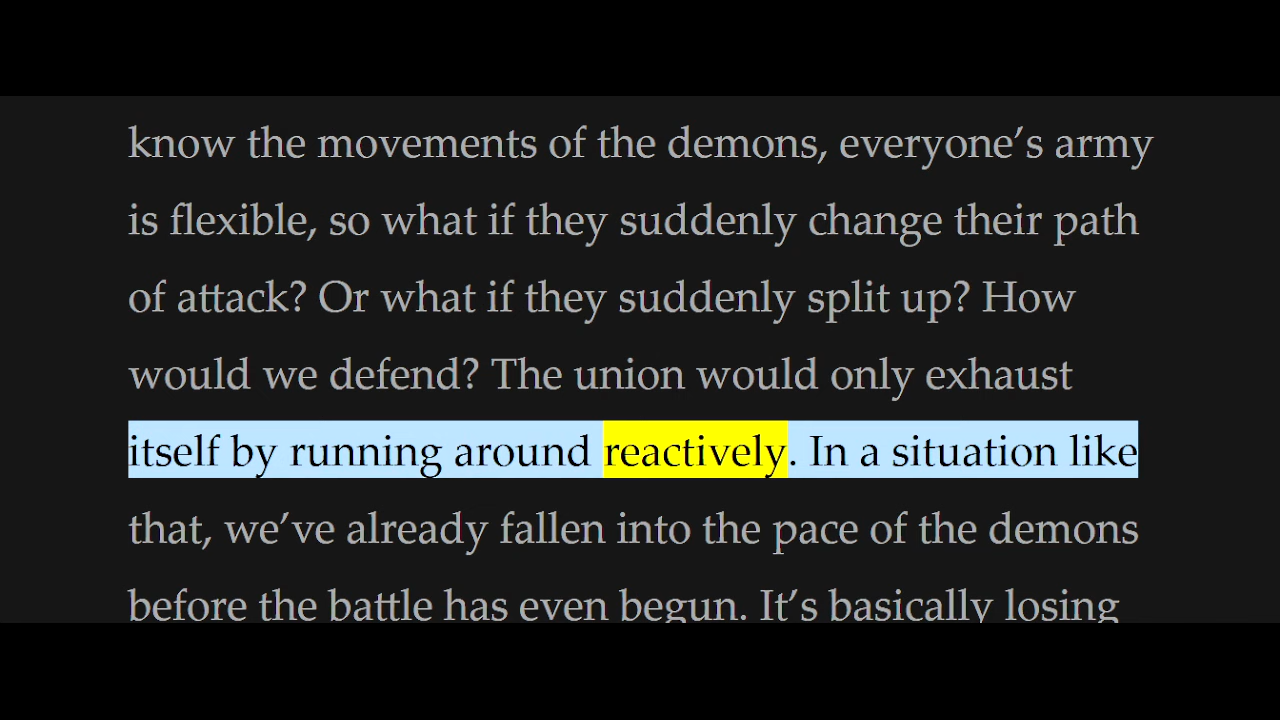 know the movements of the demons, everyone’s army
is flexible, so what if they suddenly change their path
of attack? Or what if they suddenly split up? How
would we defend? The union would only exhaust
itself by running around reactively. In a situation like
that, we’ve already fallen into the pace of the demons
before the battle has even begun. It’s basically losing